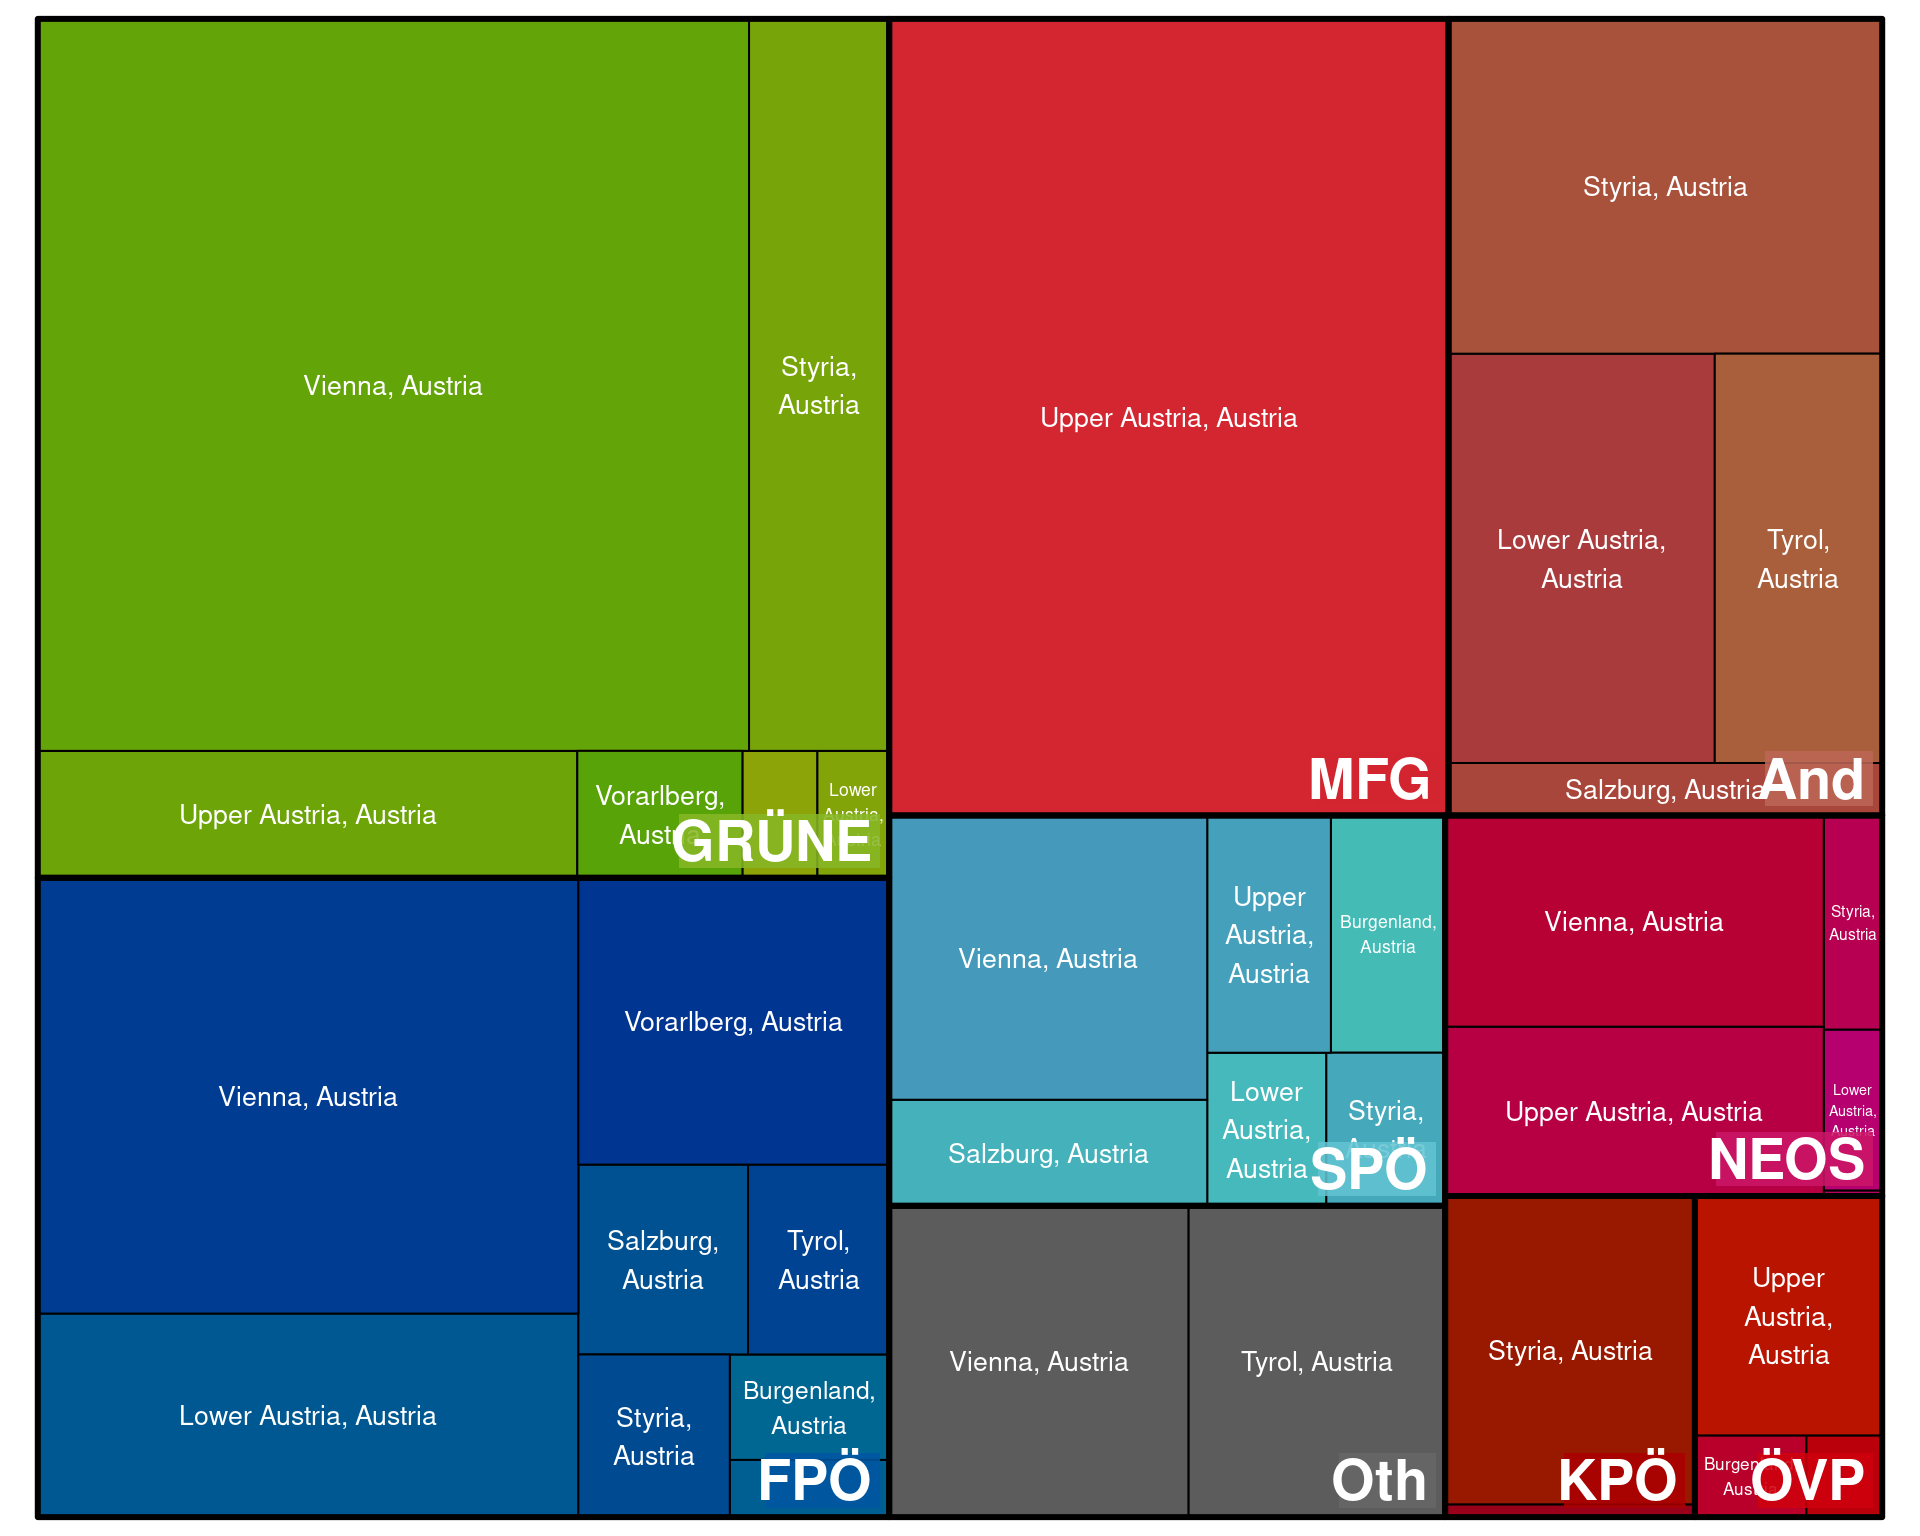 Vienna, Austria
Styria,
Austria
Upper Austria, Austria
Vorarlberg,
Austria
Lower
Austria,
GRÜNE
Upper Austria, Austria
MFG
Styria, Austria
Lower Austria,
Austria
Tyrol,
Austria
Salzburg, Austria
And
Vienna, Austria
Vorarlberg, Austria
Salzburg,
Austria
Tyrol,
Austria
Lower Austria, Austria
Styria,
Austria
Burgenland,
Austria
FPÖ
Vienna, Austria
Upper
Austria,
Austria
Burgenland,
Austria
Salzburg, Austria
Lower
Austria,
Austria
Styria,
Austria
SPÖ
Vienna, Austria
Styria,
Austria
Upper Austria, Austria
Lower
Austria,
Austria
NEOS
Vienna, Austria
Tyrol, Austria
Oth
Styria, Austria
KPÖ
Upper
Austria,
Austria
ÖVP